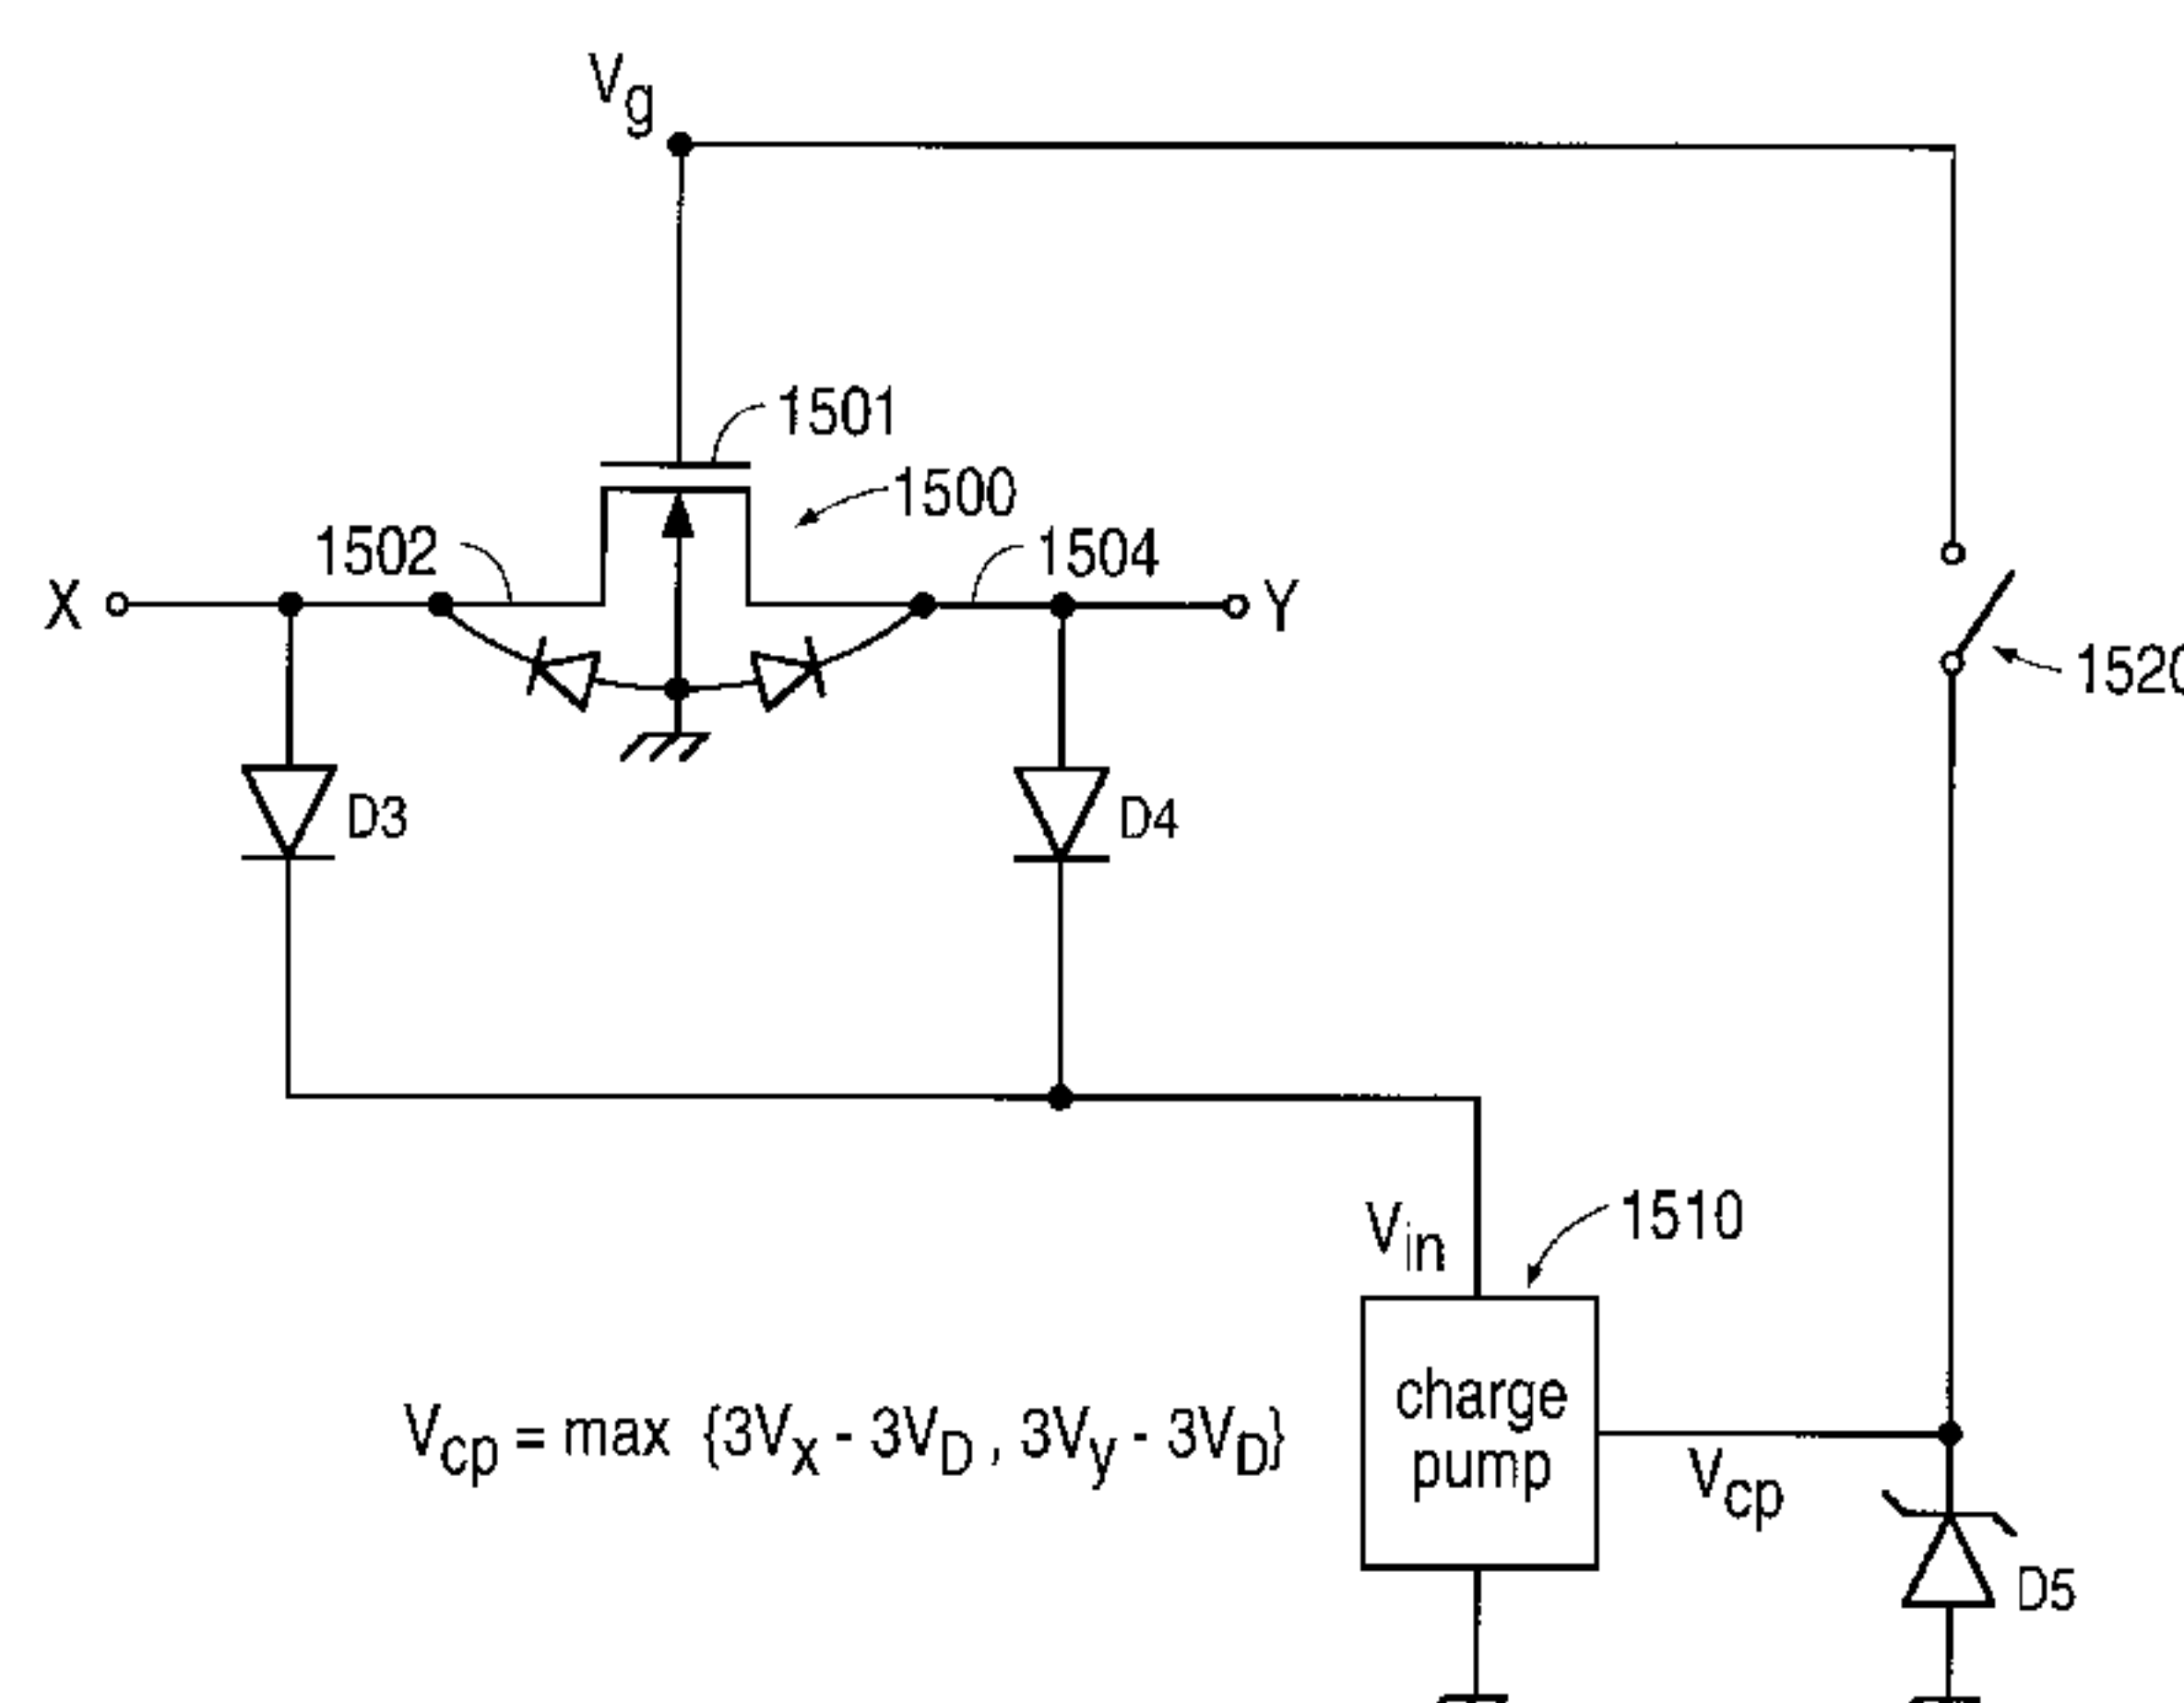 Vg
1501
1500
1502
1504
X
Y
D3
D4
Vin
1510
charge
pump
Vcp = max {3Vx - 3VD , 3Vy - 3VD}
Vcp
D5